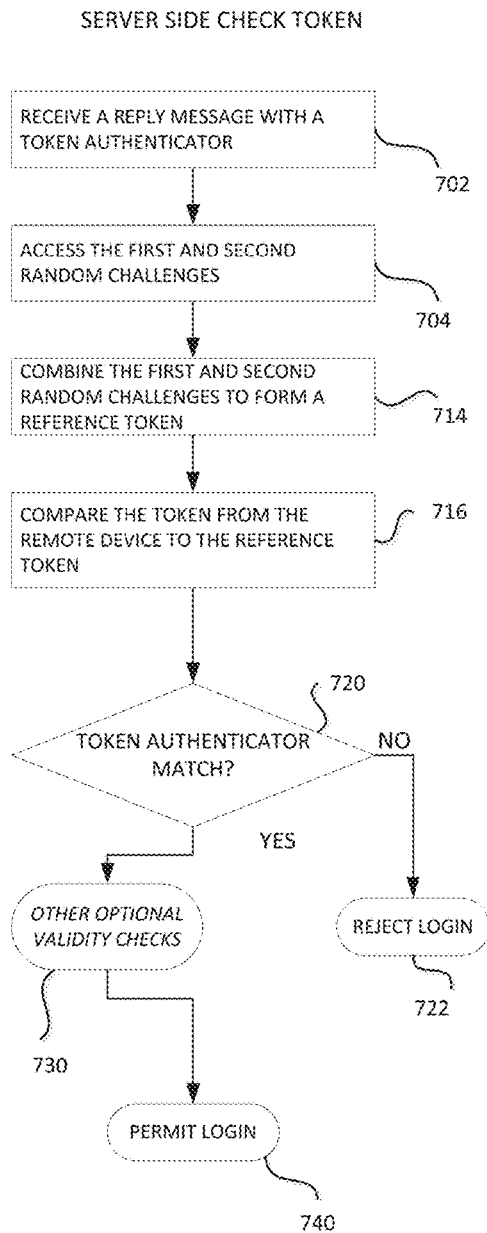 SERVER SIDE CHECK TOKEN
RECEIVE A REPLY MESSAGE WITH A
TOKEN AUTHENTICATOR
702
ACCESS THE FIRST AND SECOND
RANDOM CHALLENGES
704
COMBINE THE FIRST AND SECOND
RANDOM CHALLENGES TO FORM A
REFERENCE TOKEN
714
COMPARE THE TOKEN FROM THE
REMOTE DEVICE TO THE REFERENCE
TOKEN
716
720
TOKEN AUTHENTICATOR
MATCH?
NO
YES
OTHER OPTIONAL
VALIDITY CHECKS
730
REJECT LOGIN
722
PERMIT LOGIN
740